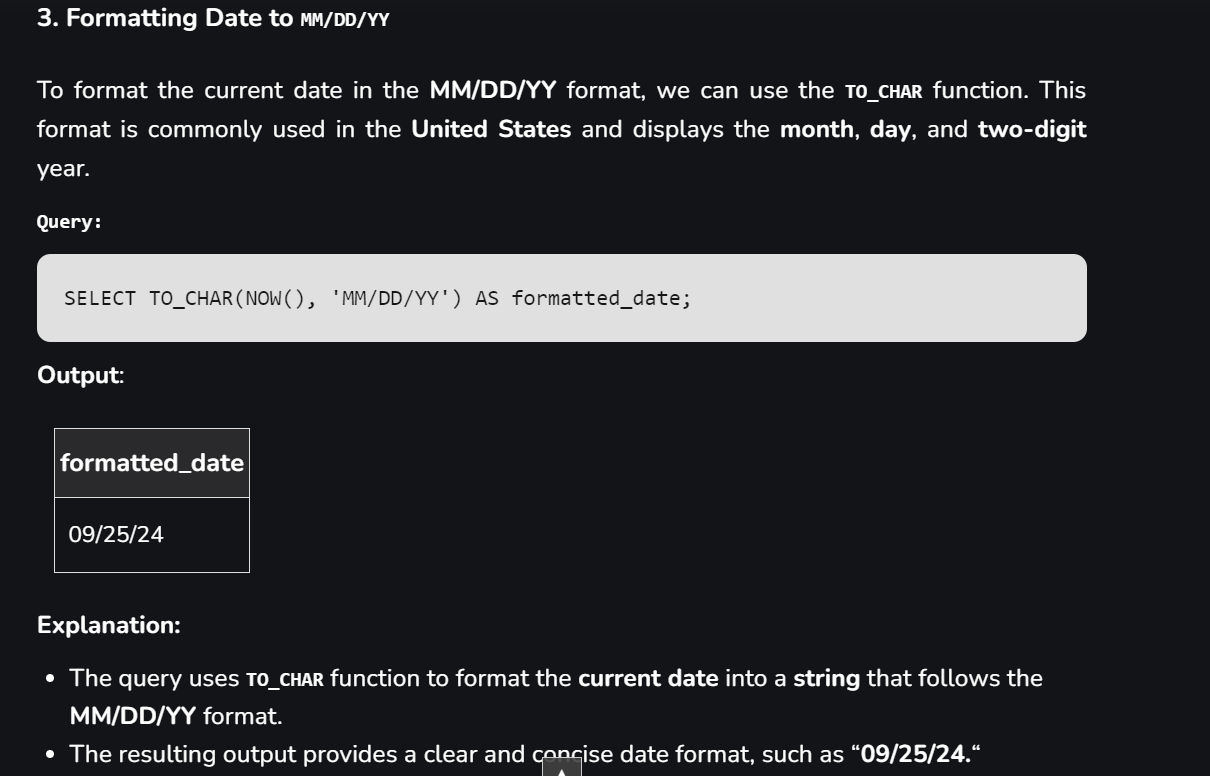 3. Formatting Date to MM/DD/YY
To format the current date in the MM/DD/YY format, we can use the TO_CHAR function. This
format is commonly used in the United States and displays the month, day, and two-digit
year.
Query:
SELECT TO_CHAR(NOW(), 'MM/DD/YY') AS formatted_date;
Output:
formatted_date
09/25/24
Explanation:
• The query uses TO_CHAR function to format the current date into a string that follows the
MM/DD/YY format.
• The resulting output provides a clear and concise date format, such as “09/25/24.“